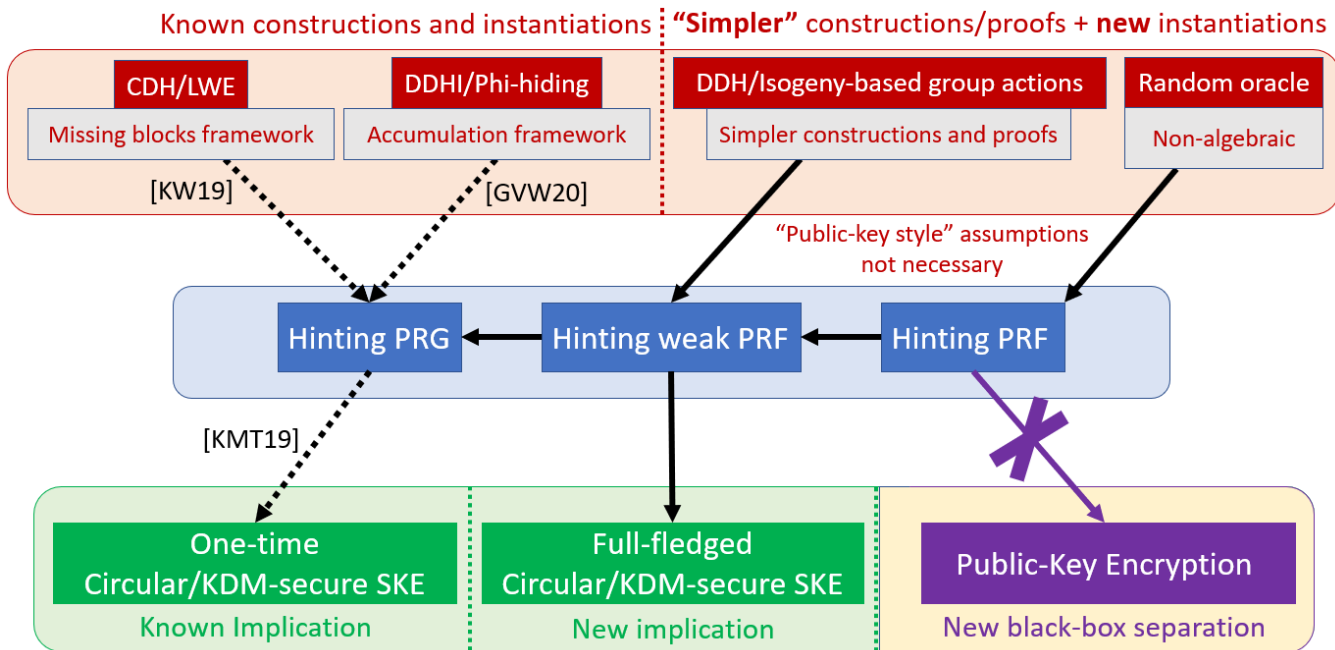 Known constructions and instantiations
“Simpler” constructions/proofs + new instantiations
CDH/LWE
Missing blocks framework
DDHI/Phi-hiding
Accumulation framework
DDH/Isogeny-based group actions
Simpler constructions and proofs
Random oracle
Non-algebraic
[KW19]
[GVW20]
“Public-key style” assumptions
not necessary
Hinting PRG
Hinting weak PRF
Hinting PRF
[KMT19]
One-time
Circular/KDM-secure SKE
Known Implication
Full-fledged
Circular/KDM-secure SKE
New implication
Public-Key Encryption
New black-box separation